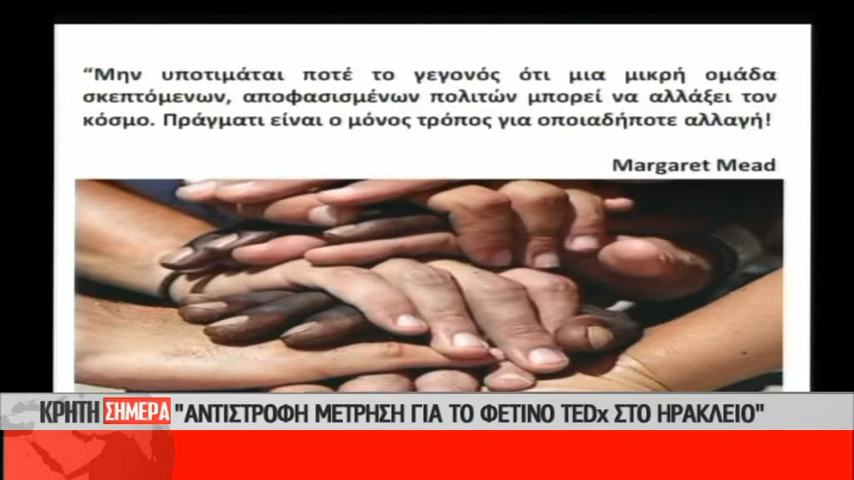 “Μην υποτιμάται ποτέ το γεγονός ότι μια μικρή ομάδα
σκεπτόμενων, αποφασισμένων πολιτών μπορεί να αλλάξει τον
κόσμο. Πράγματι είναι ο μόνος τρόπος για οποιαδήποτε αλλαγή!
Margaret Mead
ΚΡΗΤΗ ΣΗΜΕΡΑ "ΑΝΤΙΣΤΡΟΦΗ ΜΕΤΡΗΣΗ ΓΙΑ ΤΟ ΦΕΤΙΝΟ TEDx ΣΤΟ ΗΡΑΚΛΕΙΟ"